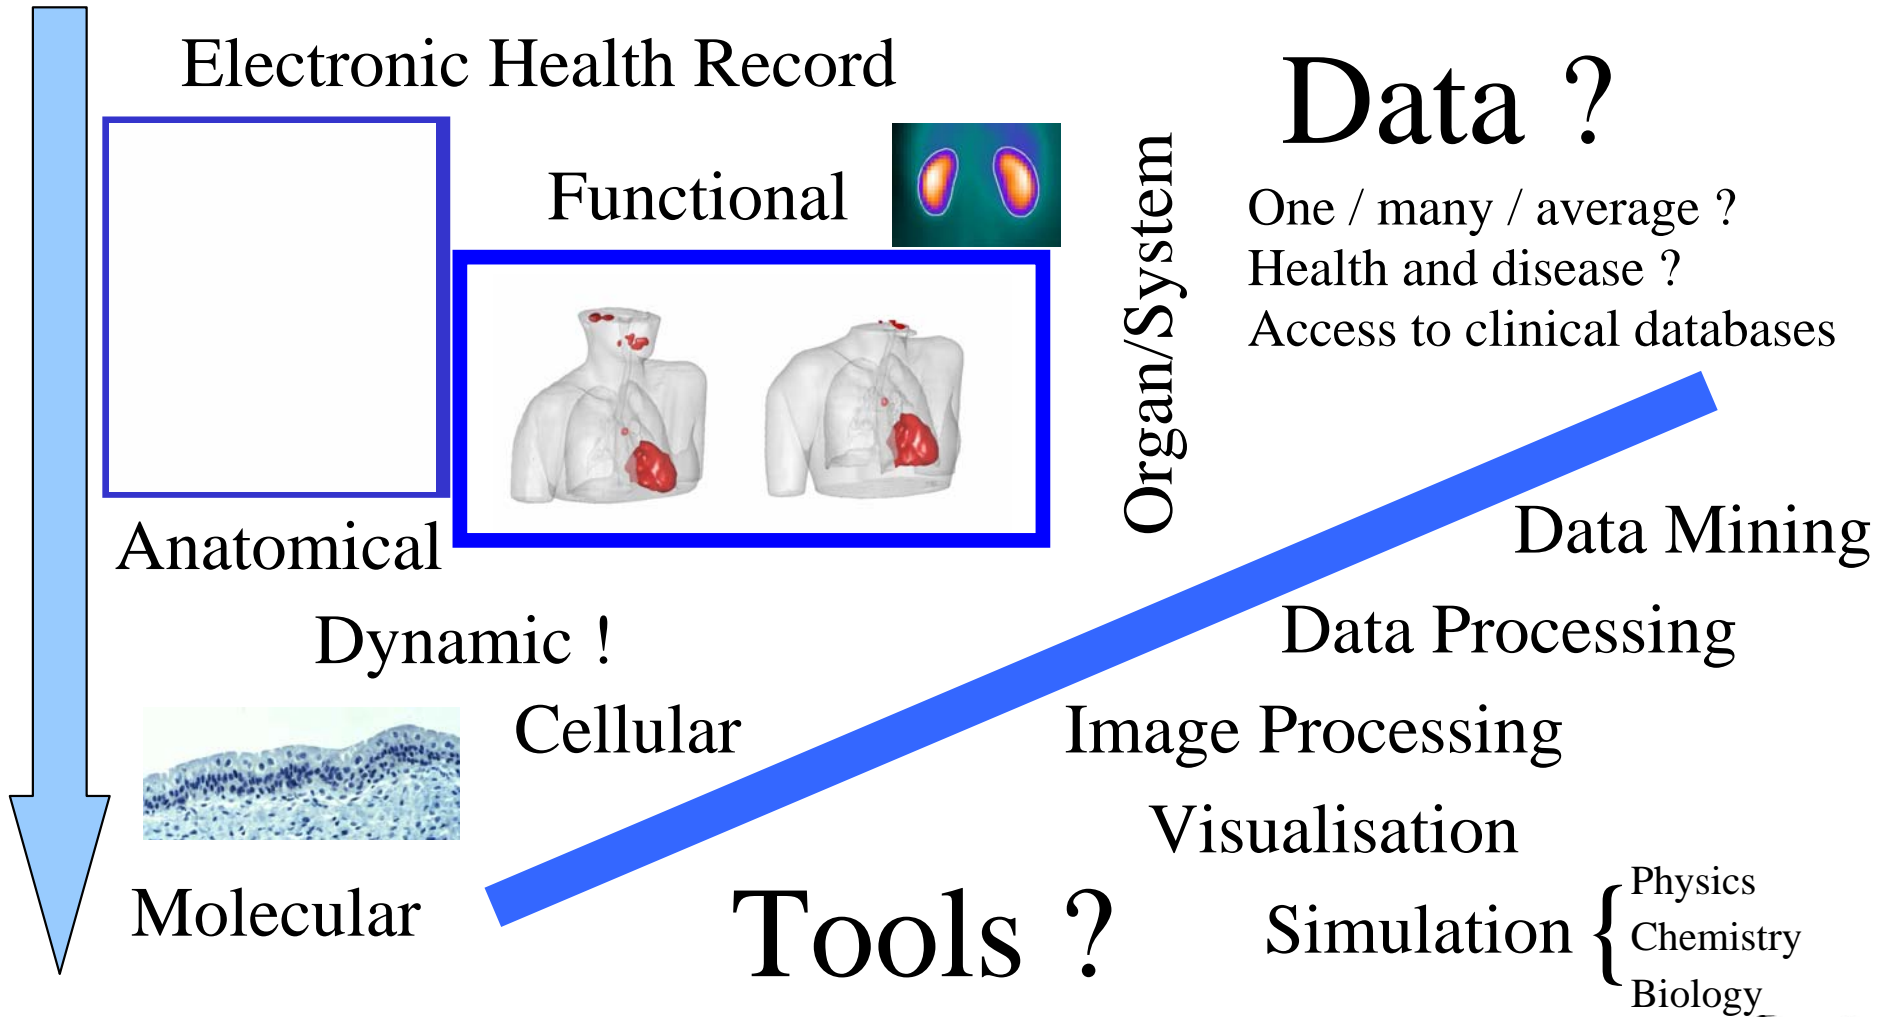 Electronic Health Record
Data ?
Functional
Organ/System
One / many / average ?
Health and disease ?
Access to clinical databases
Anatomical
Data Mining
Dynamic !
Data Processing
Cellular
Image Processing
Visualisation
Molecular
Tools ?
Simulation {
Physics
Chemistry
Biology